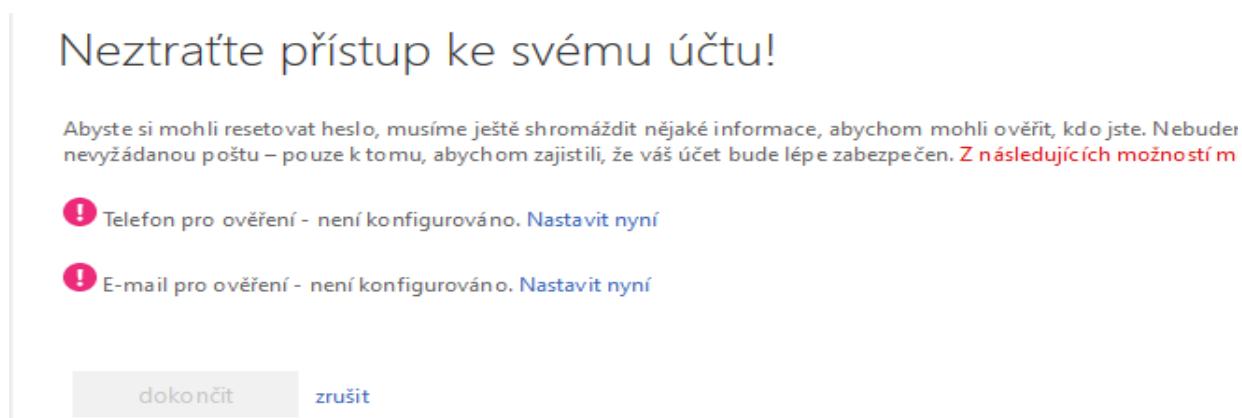 Neztraťte přístup ke svému účtu!
Abyste si mohli resetovat heslo, musíme ještě shromáždit nějaké informace, abychom mohli ověřit, kdo jste.
nevyžádanou poštu – pouze k tomu, abychom zajistili, že váš účet bude lépe zabezpečen. Z následujících možností
Telefon pro ověření - není konfigurováno. Nastavit nyní
E-mail pro ověření - není konfigurováno. Nastavit nyní
dokončit zrušit